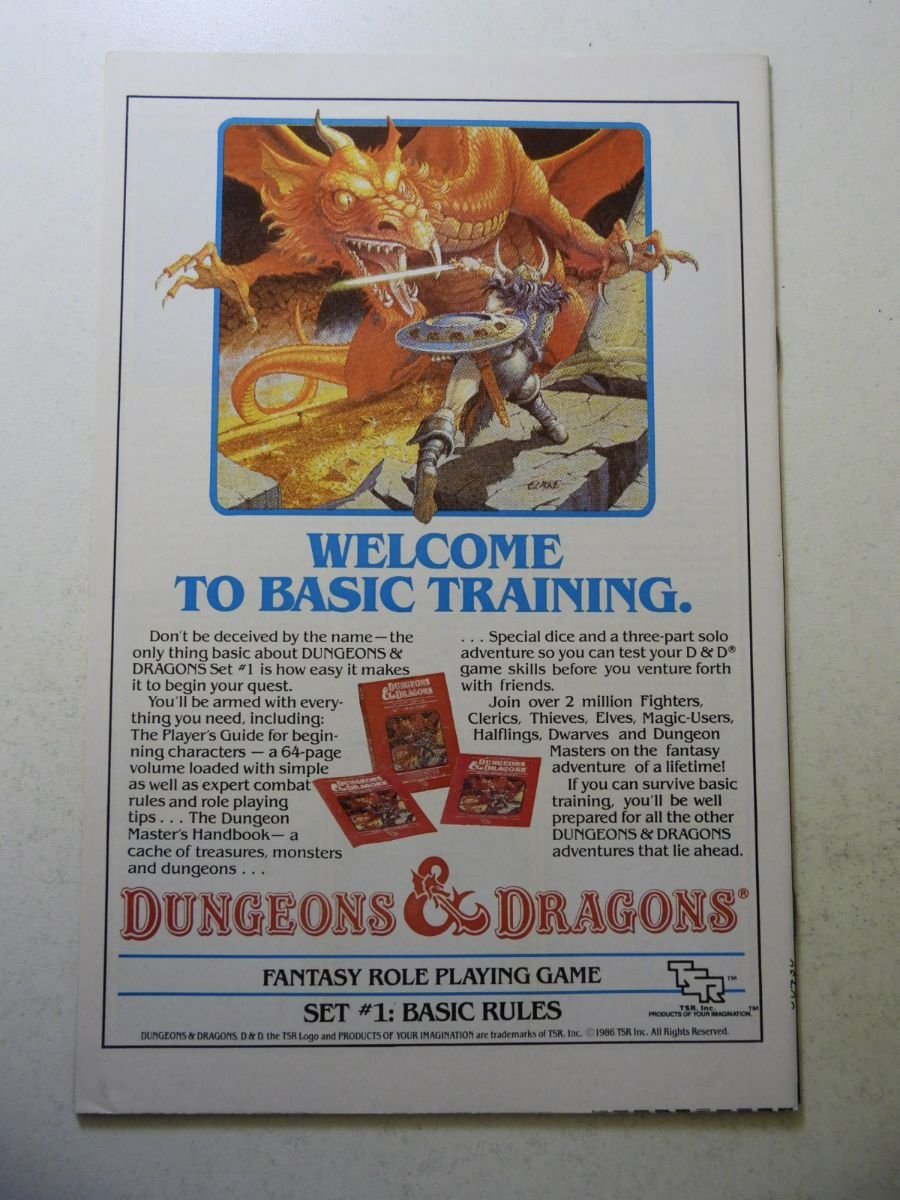 WELCOME
TO BASIC TRAINING.
Don't be deceived by the name—the
only thing basic about DUNGEONS &
DRAGONS Set #1 is how easy it makes
it to begin your quest.
You'll be armed with every-
thing you need, including:
The Player's Guide for begin-
ning characters — a 64-page
volume loaded with simple
as well as expert combat
rules and role playing
tips . . . The Dungeon
Master's Handbook— a
cache of treasures, monsters
and dungeons . . .
. . . Special dice and a three-part solo
adventure so you can test your D & D®
game skills before you venture forth
with friends.
Join over 2 million Fighters,
Clerics, Thieves, Elves, Magic-Users,
Halflings, Dwarves and Dungeon
Masters on the fantasy
adventure of a lifetime!
If you can survive basic
training, you'll be well
prepared for all the other
DUNGEONS & DRAGONS
adventures that lie ahead.
DUNGEONS
& DRAGONS
DUNGEONS
& DRAGONS
DUNGEONS
& DRAGONS
DUNGEONS & DRAGONS®
FANTASY ROLE PLAYING GAME
SET #1: BASIC RULES
TSR™
TSR, Inc.
PRODUCTS OF YOUR IMAGINATION™
DUNGEONS & DRAGONS, D & D, the TSR Logo and PRODUCTS OF YOUR IMAGINATION are trademarks of TSR, Inc. ©1986 TSR Inc. All Rights Reserved.